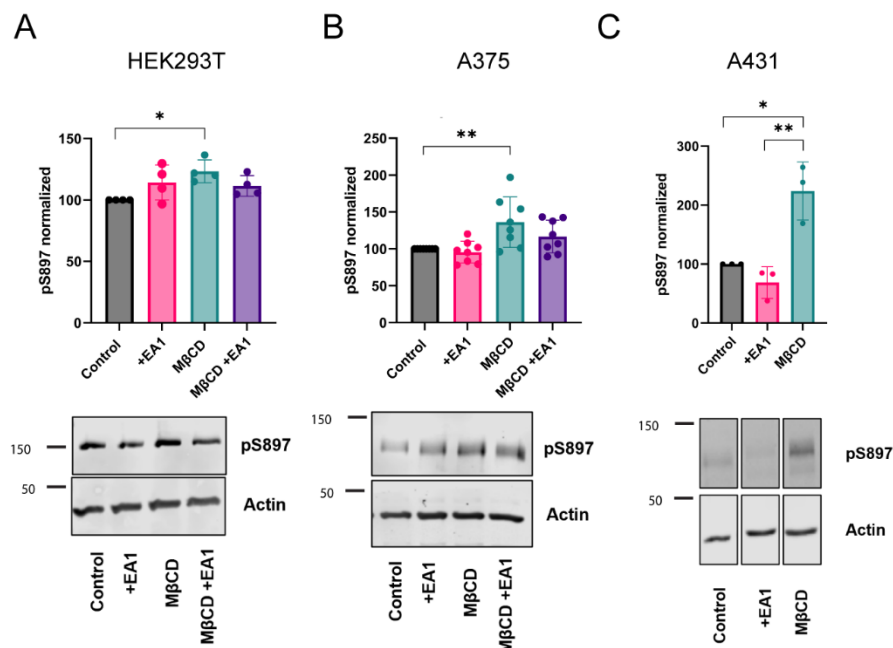 A
HEK293T
*
150
100
50
0
pS897 normalized
Control
+EA1
MβCD
MβCD +EA1
150
50
pS897
Actin
Control
+EA1
MβCD
MβCD +EA1
B
A375
**
250
200
150
100
50
0
pS897 normalized
Control
+EA1
MβCD
MβCD +EA1
150
50
pS897
Actin
Control
+EA1
MβCD
MβCD +EA1
C
A431
*
**
300
200
100
0
pS897 normalized
Control
+EA1
MβCD
150
50
pS897
Actin
Control
+EA1
MβCD